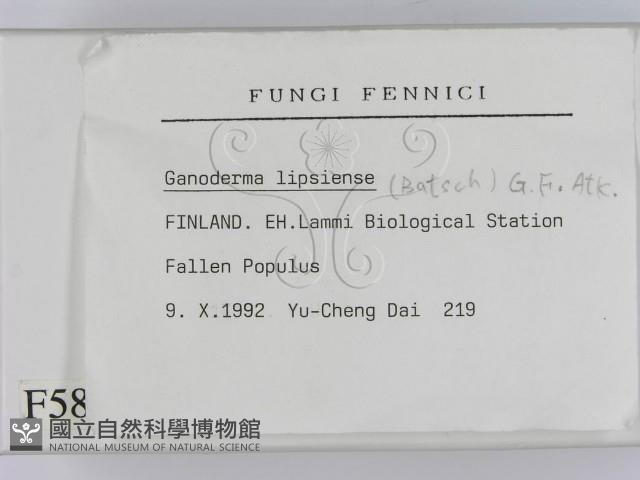 FUNGI FENNICI
Ganoderma lipsiense (Batsch) G.F. Atk.
FINLAND. EH.Lammi Biological Station
Fallen Populus
9. X.1992 Yu-Cheng Dai 219
F58
國立自然科學博物館
NATIONAL MUSEUM OF NATURAL SCIENCE